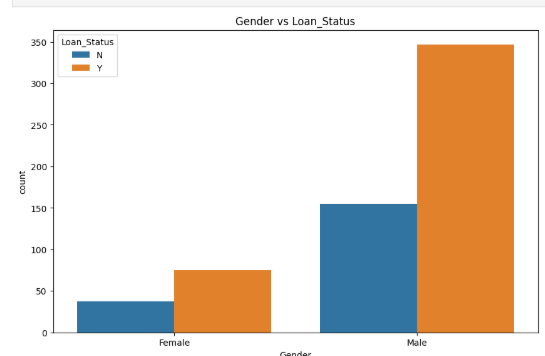 Gender vs Loan_Status
Loan_Status
N
Y
350
300
250
200
150
100
50
0
count
Female Male
Gender